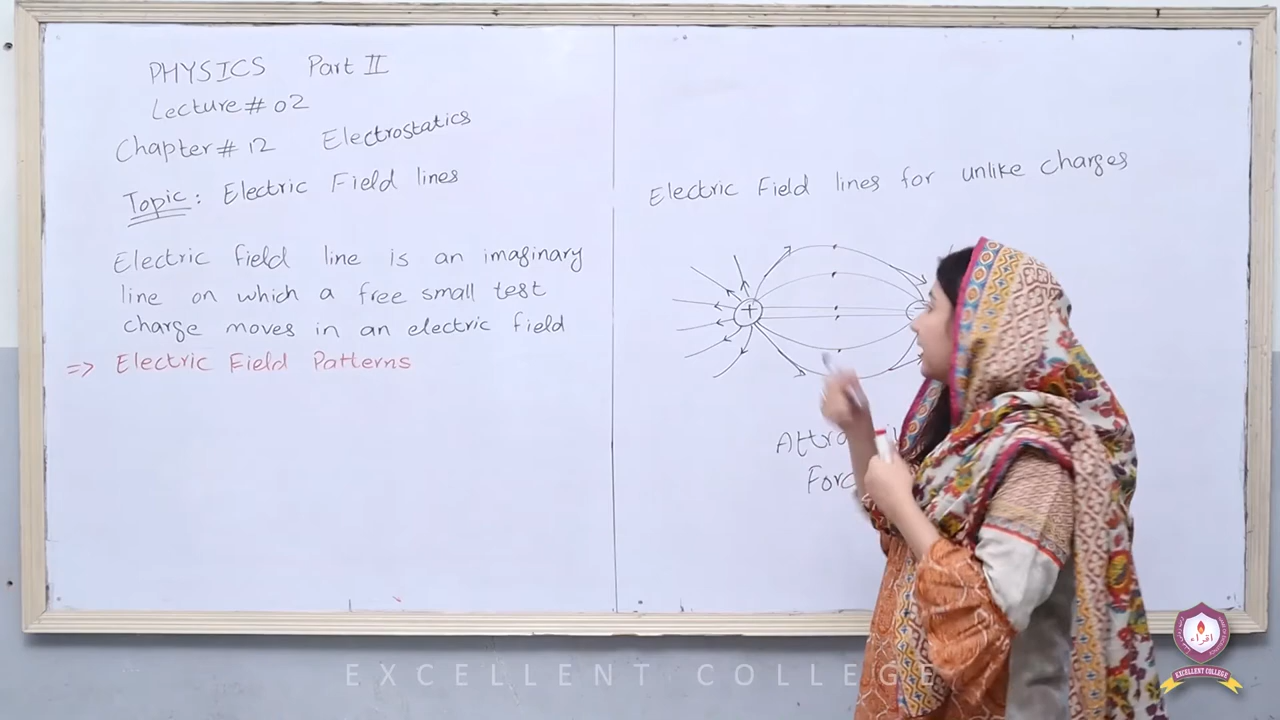 PHYSICS Part II
Lecture# 02
Chapter# 12 Electrostatics
Topic: Electric Field lines
Electric field line is an imaginary
line on which a free small test
charge moves in an electric field
=> Electric Field Patterns
Electric Field lines for unlike charges
+
EXCELLENT COLLEGE
اقراء
EXCELLENT COLLEGE